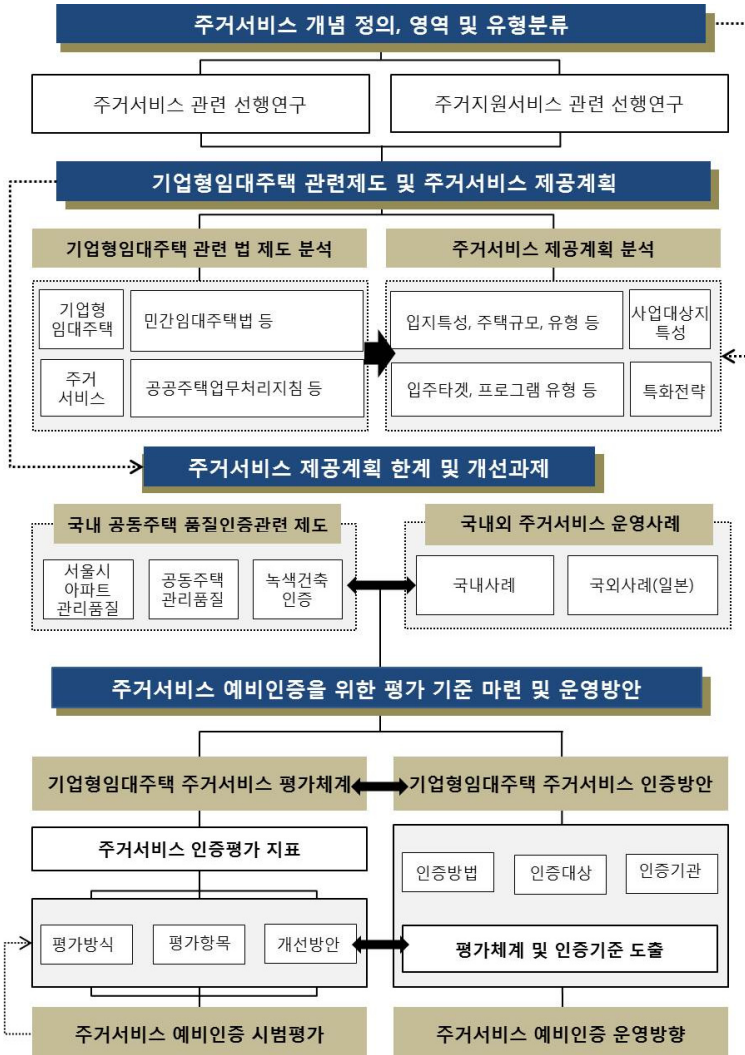 주거서비스 개념 정의, 영역 및 유형분류
주거서비스 관련 선행연구
주거지원서비스 관련 선행연구
기업형임대주택 관련제도 및 주거서비스 제공계획
기업형임대주택 관련 법 제도 분석
주거서비스 제공계획 분석
기업형
임대주택
민간임대주택법 등
입지특성, 주택규모, 유형 등
사업대상지
특성
주거
서비스
공공주택업무처리지침 등
입주타겟, 프로그램 유형 등
특화전략
주거서비스 제공계획 한계 및 개선과제
국내 공동주택 품질인증관련 제도
국내외 주거서비스 운영사례
서울시
아파트
관리품질
공동주택
관리품질
녹색건축
인증
국내사례
국외사례(일본)
주거서비스 예비인증을 위한 평가 기준 마련 및 운영방안
기업형임대주택 주거서비스 평가체계
기업형임대주택 주거서비스 인증방안
주거서비스 인증평가 지표
인증방법
인증대상
인증기관
평가방식
평가항목
개선방안
평가체계 및 인증기준 도출
주거서비스 예비인증 시범평가
주거서비스 예비인증 운영방향